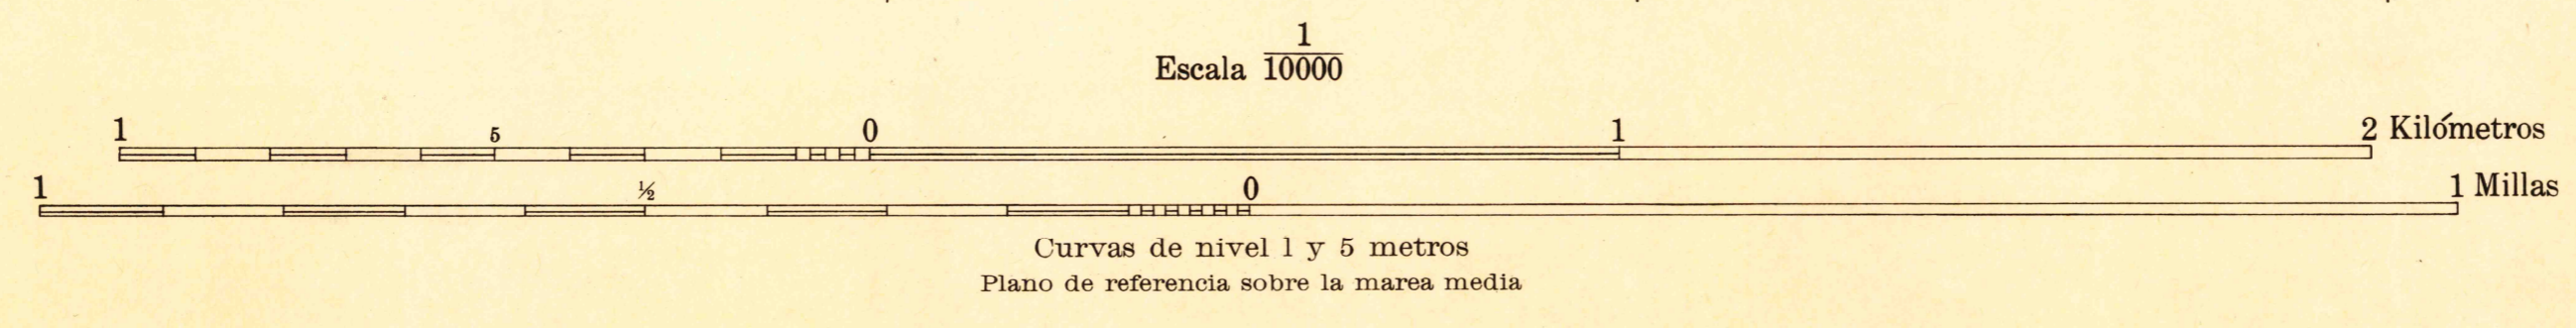 Escala 1/10000
1 5 0 1 2 Kilómetros
1 ½ 0 1 Millas
Curvas de nivel 1 y 5 metros
Plano de referencia sobre la marea media